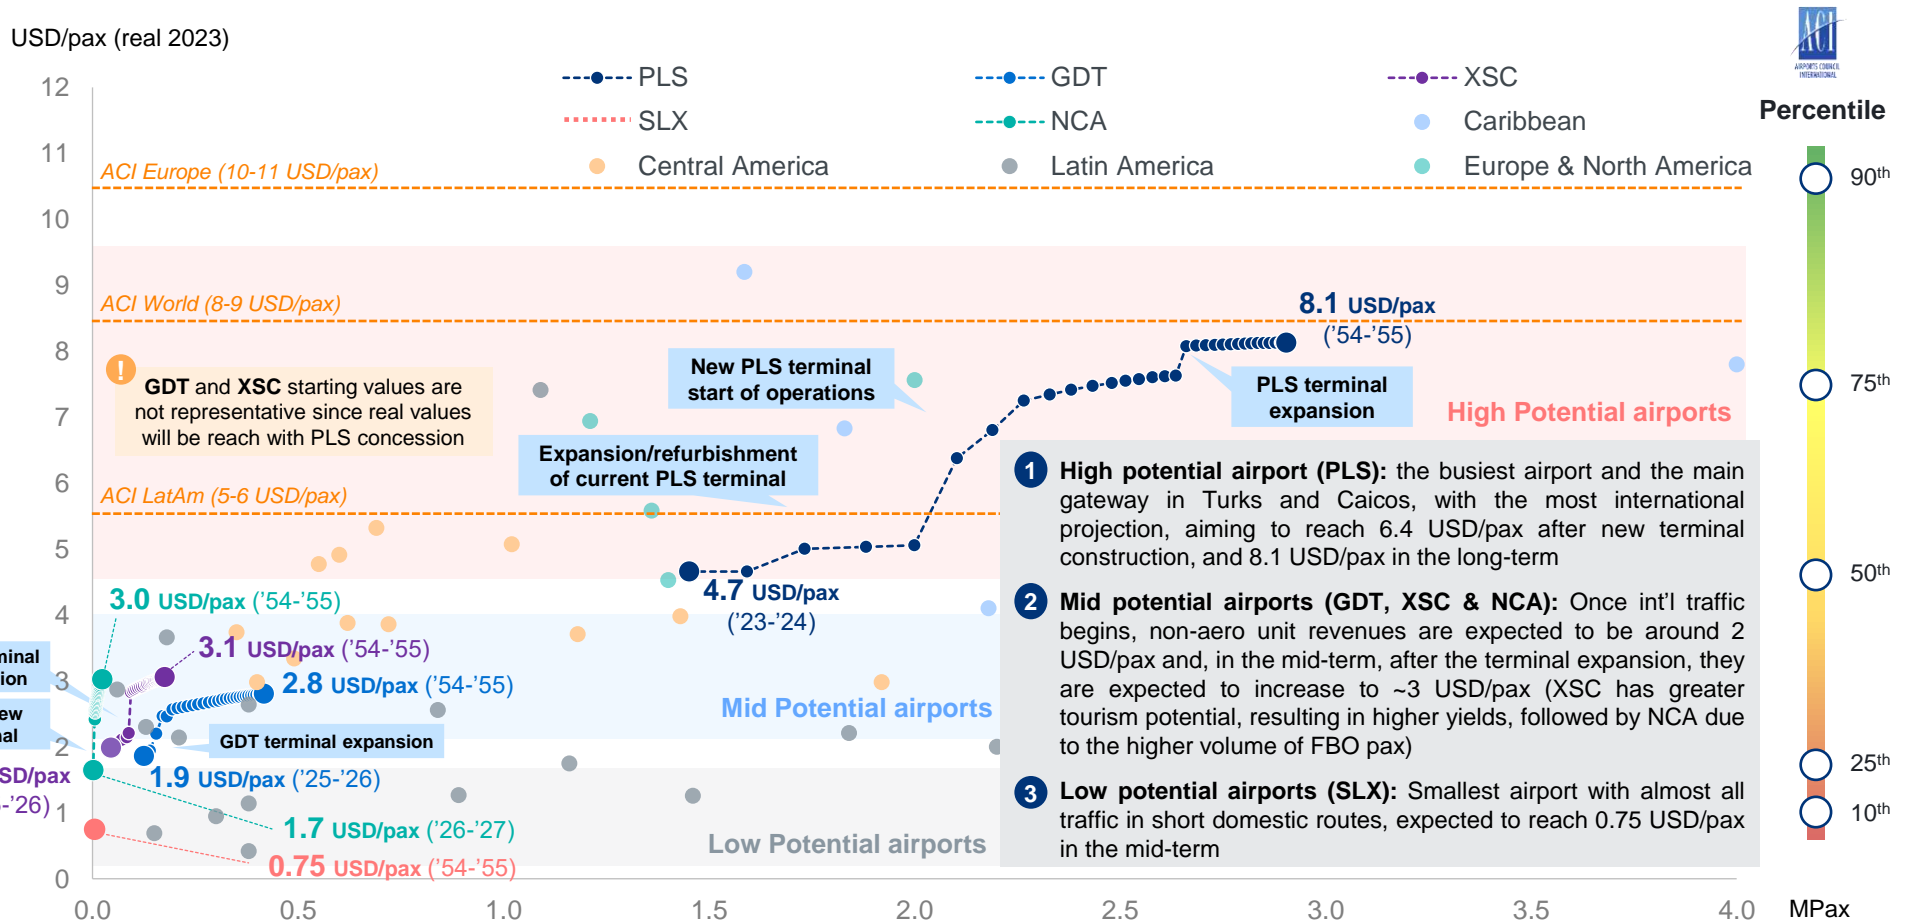 USD/pax (real 2023)
ACI
AIRPORTS COUNCIL
INTERNATIONAL
PLS
GDT
XSC
SLX
NCA
Caribbean
Central America
Latin America
Europe & North America
Percentile
90th
75th
50th
25th
10th
12
11
10
9
8
7
6
5
4
3
2
1
0
ACI Europe (10-11 USD/pax)
ACI World (8-9 USD/pax)
ACI LatAm (5-6 USD/pax)
!
GDT and XSC starting values are
not representative since real values
will be reach with PLS concession
New PLS terminal
start of operations
Expansion/refurbishment
of current PLS terminal
8.1 USD/pax
('54-'55)
PLS terminal
expansion
High Potential airports
4.7 USD/pax
('23-'24)
3.0 USD/pax ('54-'55)
3.1 USD/pax ('54-'55)
2.8 USD/pax ('54-'55)
minal
ion
ew
nal
GDT terminal expansion
Mid Potential airports
1.9 USD/pax ('25-'26)
SD/pax
-'26)
1.7 USD/pax ('26-'27)
0.75 USD/pax ('54-'55)
Low Potential airports
1 High potential airport (PLS): the busiest airport and the main
gateway in Turks and Caicos, with the most international
projection, aiming to reach 6.4 USD/pax after new terminal
construction, and 8.1 USD/pax in the long-term
2 Mid potential airports (GDT, XSC & NCA): Once int'l traffic
begins, non-aero unit revenues are expected to be around 2
USD/pax and, in the mid-term, after the terminal expansion, they
are expected to increase to ~3 USD/pax (XSC has greater
tourism potential, resulting in higher yields, followed by NCA due
to the higher volume of FBO pax)
3 Low potential airports (SLX): Smallest airport with almost all
traffic in short domestic routes, expected to reach 0.75 USD/pax
in the mid-term
0.0
0.5
1.0
1.5
2.0
2.5
3.0
3.5
4.0
MPax